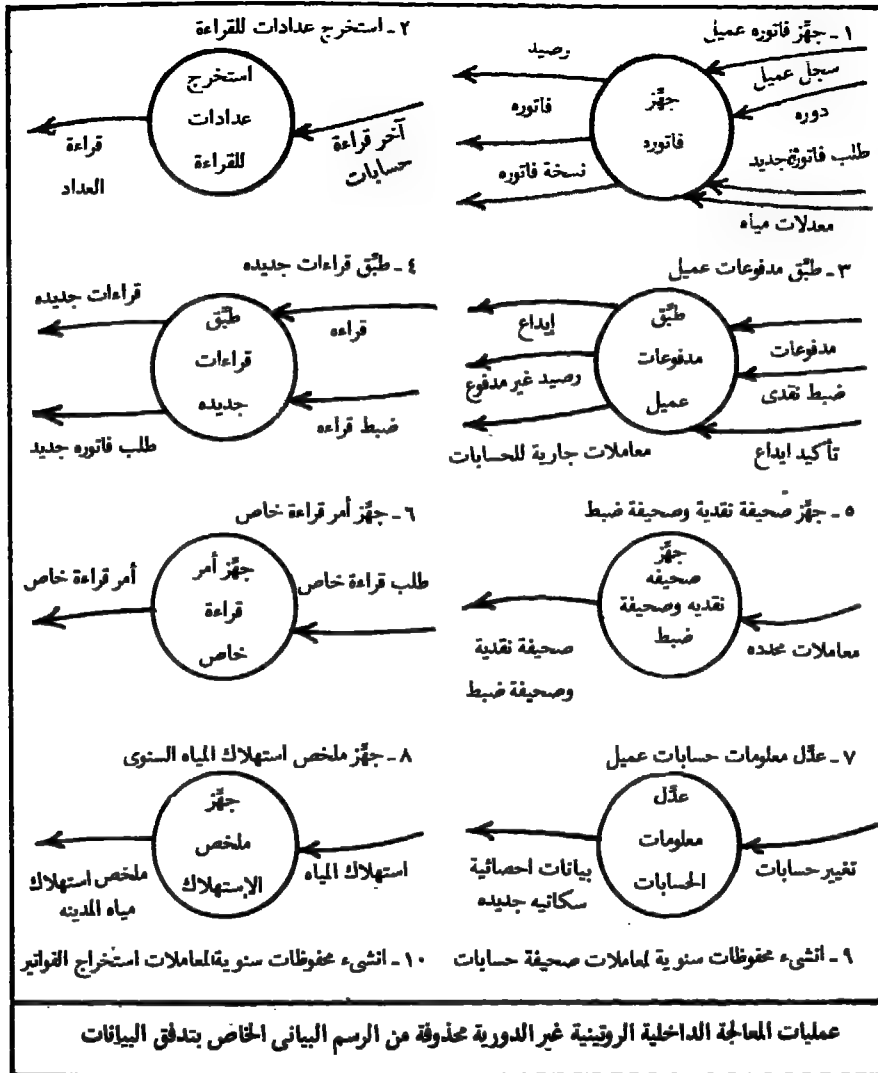 ١ - جهِّز فاتوره عميل
سجل عميل
دوره
طلب فاتورة جديد
معدلات مياه
جهِّز
فاتوره
رصيد
فاتوره
نسخة فاتوره
٢ - استخرج عدادات للقراءة
آخر قراءة
حسابات
استخرج
عدادات
للقراءة
قراءة
العداد
٣ - طبِّق مدفوعات عميل
مدفوعات
ضبط نقدى
تأكيد ايداع
طبِّق
مدفوعات
عميل
إيداع
رصيد غير مدفوع
معاملات جارية للحسابات
٤ - طبِّق قراءات جديده
قراءه
ضبط قراءه
طبِّق
قراءات
جديده
قراءات جديده
طلب فاتوره جديد
٥ - جهِّز صحيفة نقدية وصحيفة ضبط
معاملات محدده
جهِّز
صحيفه
نقديه وصحيفة
ضبط
صحيفة نقدية
وصحيفة ضبط
٦ - جهِّز أمر قراءة خاص
طلب قراءة خاص
جهِّز أمر
قراءة
خاص
أمر قراءة خاص
٧ - عدِّل معلومات حسابات عميل
تغيير حسابات
عدِّل
معلومات
الحسابات
بيانات احصائية
سكانيه جديده
٨ - جهِّز ملخص استهلاك المياه السنوى
استهلاك المياه
جهِّز
ملخص
الإستهلاك
ملخص استهلاك
مياه المدينه
٩ - انشىء محفوظات سنوية لمعاملات صحيفة حسابات
١٠ - انشىء محفوظات سنوية لمعاملات استخراج الفواتير
عمليات المعالجة الداخلية الروتينية غير الدورية محذوفة من الرسم البيانى الخاص بتدفق البيانات